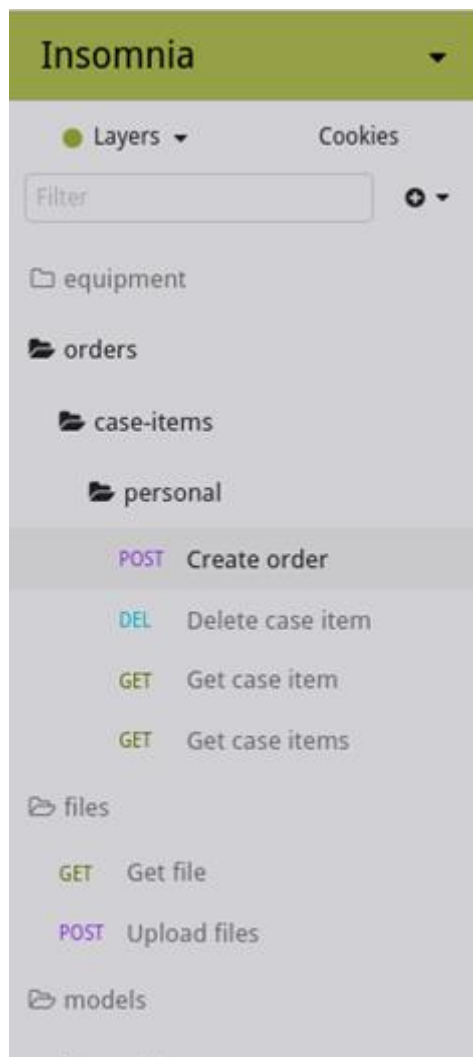 Insomnia
Layers Cookies
Filter
equipment
orders
case-items
personal
POST Create order
DEL Delete case item
GET Get case item
GET Get case items
files
GET Get file
POST Upload files
models